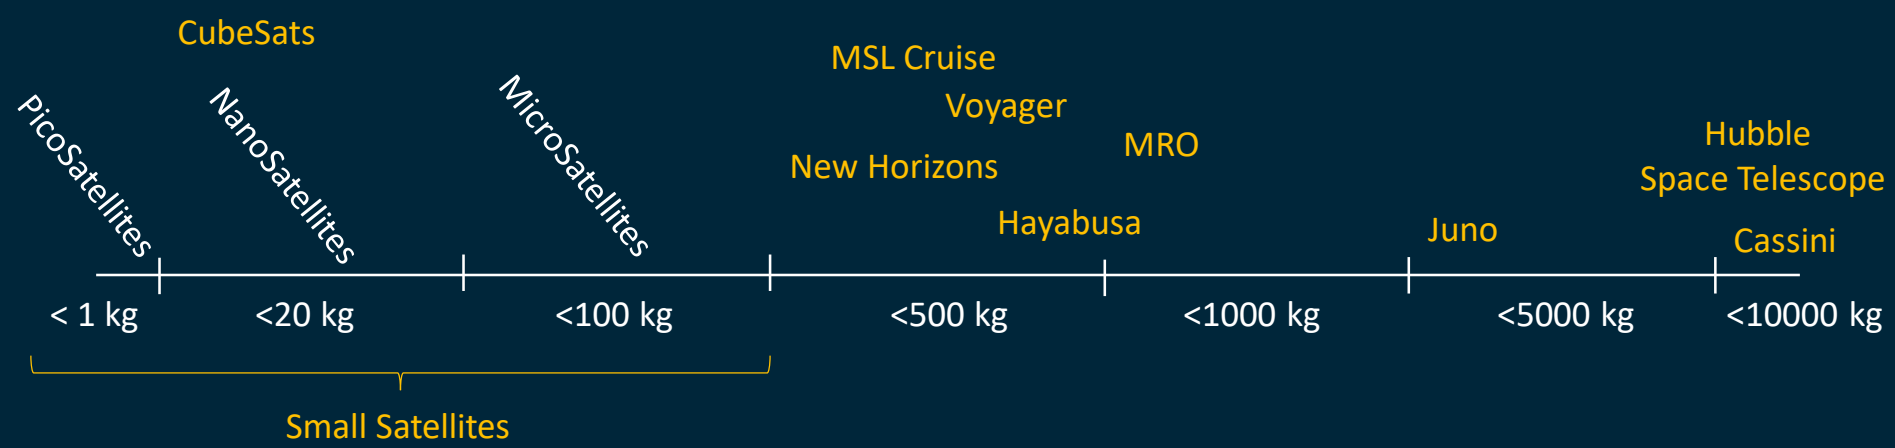 CubeSats
PicoSatellites
NanoSatellites
MicroSatellites
MSL Cruise
Voyager
New Horizons
MRO
Hayabusa
Juno
Hubble
Space Telescope
Cassini
< 1 kg
<20 kg
<100 kg
<500 kg
<1000 kg
<5000 kg
<10000 kg
Small Satellites